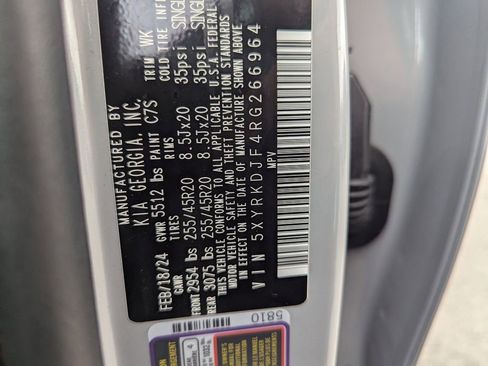 MANUFACTURED BY
KIA GEORGIA, INC.
FEB/18/24 GVWR 5512 lbs PAINT C7S TRIM WK
GAWR TIRES RIMS COLD TIRE INF
FRONT 2954 lbs 255/45R20 8.5Jx20 35psi SINGL
REAR 3075 lbs 255/45R20 8.5Jx20 35psi SINGL
THIS VEHICLE CONFORMS TO ALL APPLICABLE U.S.A. FEDERAL
MOTOR VEHICLE SAFETY AND THEFT PREVENTION STANDARDS
IN EFFECT ON THE DATE OF MANUFACTURE SHOWN ABOVE
VIN 5XYRKDJF4RG266964
MPV
5810